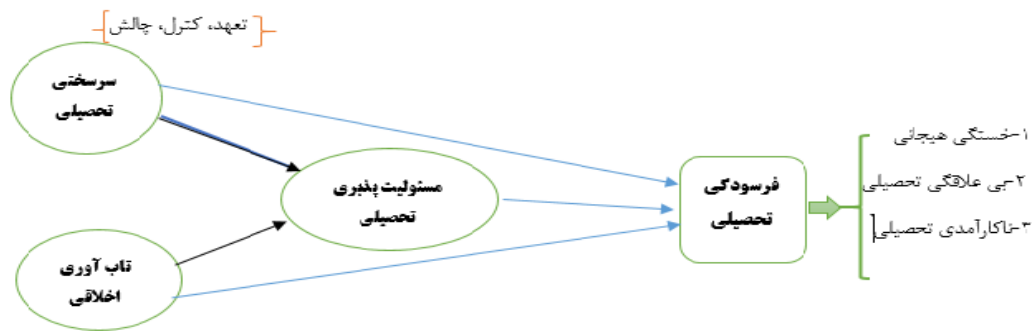 تعهد، کنترل، چالش
سرسختی
تحصیلی
مسئولیت پذیری
تحصیلی
تاب آوری
اخلاقی
فرسودگی
تحصیلی
۱-خستگی هیجانی
۲-بی علاقگی تحصیلی
۳-ناکارآمدی تحصیلی